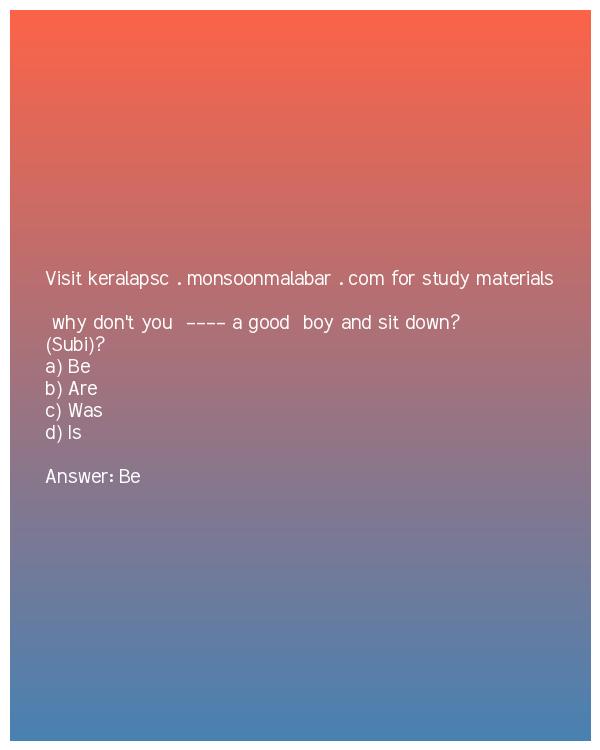 Visit keralapsc . monsoonmalabar . com for study materials
why don't you ---- a good boy and sit down?
(Subi)?
a) Be
b) Are
c) Was
d) Is
Answer: Be